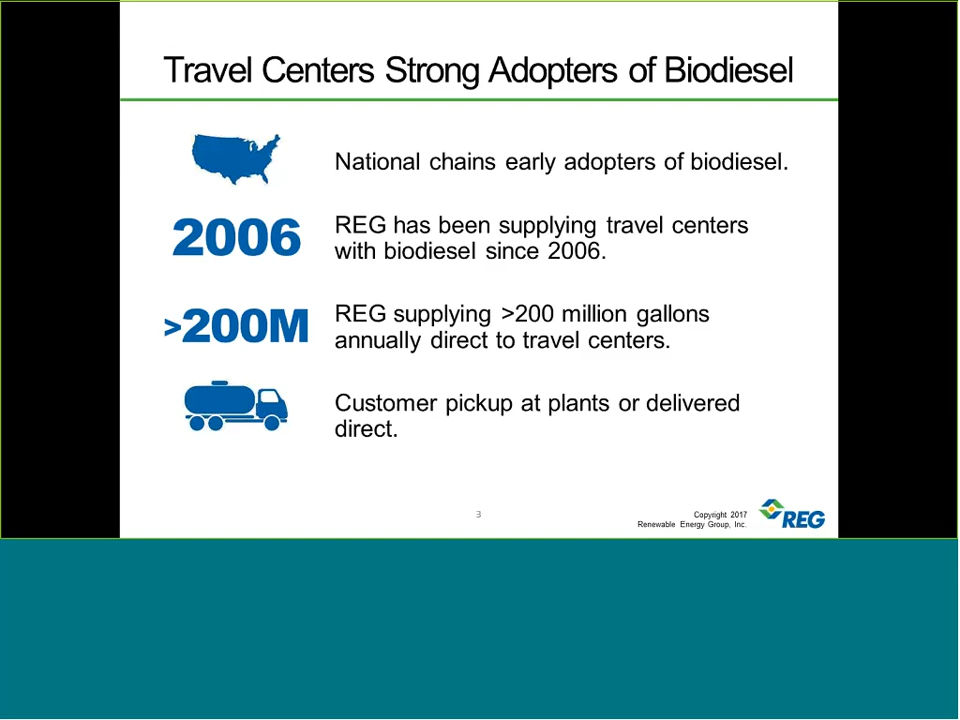 Travel Centers Strong Adopters of Biodiesel
National chains early adopters of biodiesel.
2006
REG has been supplying travel centers
with biodiesel since 2006.
>200M
REG supplying >200 million gallons
annually direct to travel centers.
Customer pickup at plants or delivered
direct.
3
Copyright 2017
Renewable Energy Group, Inc.
REG